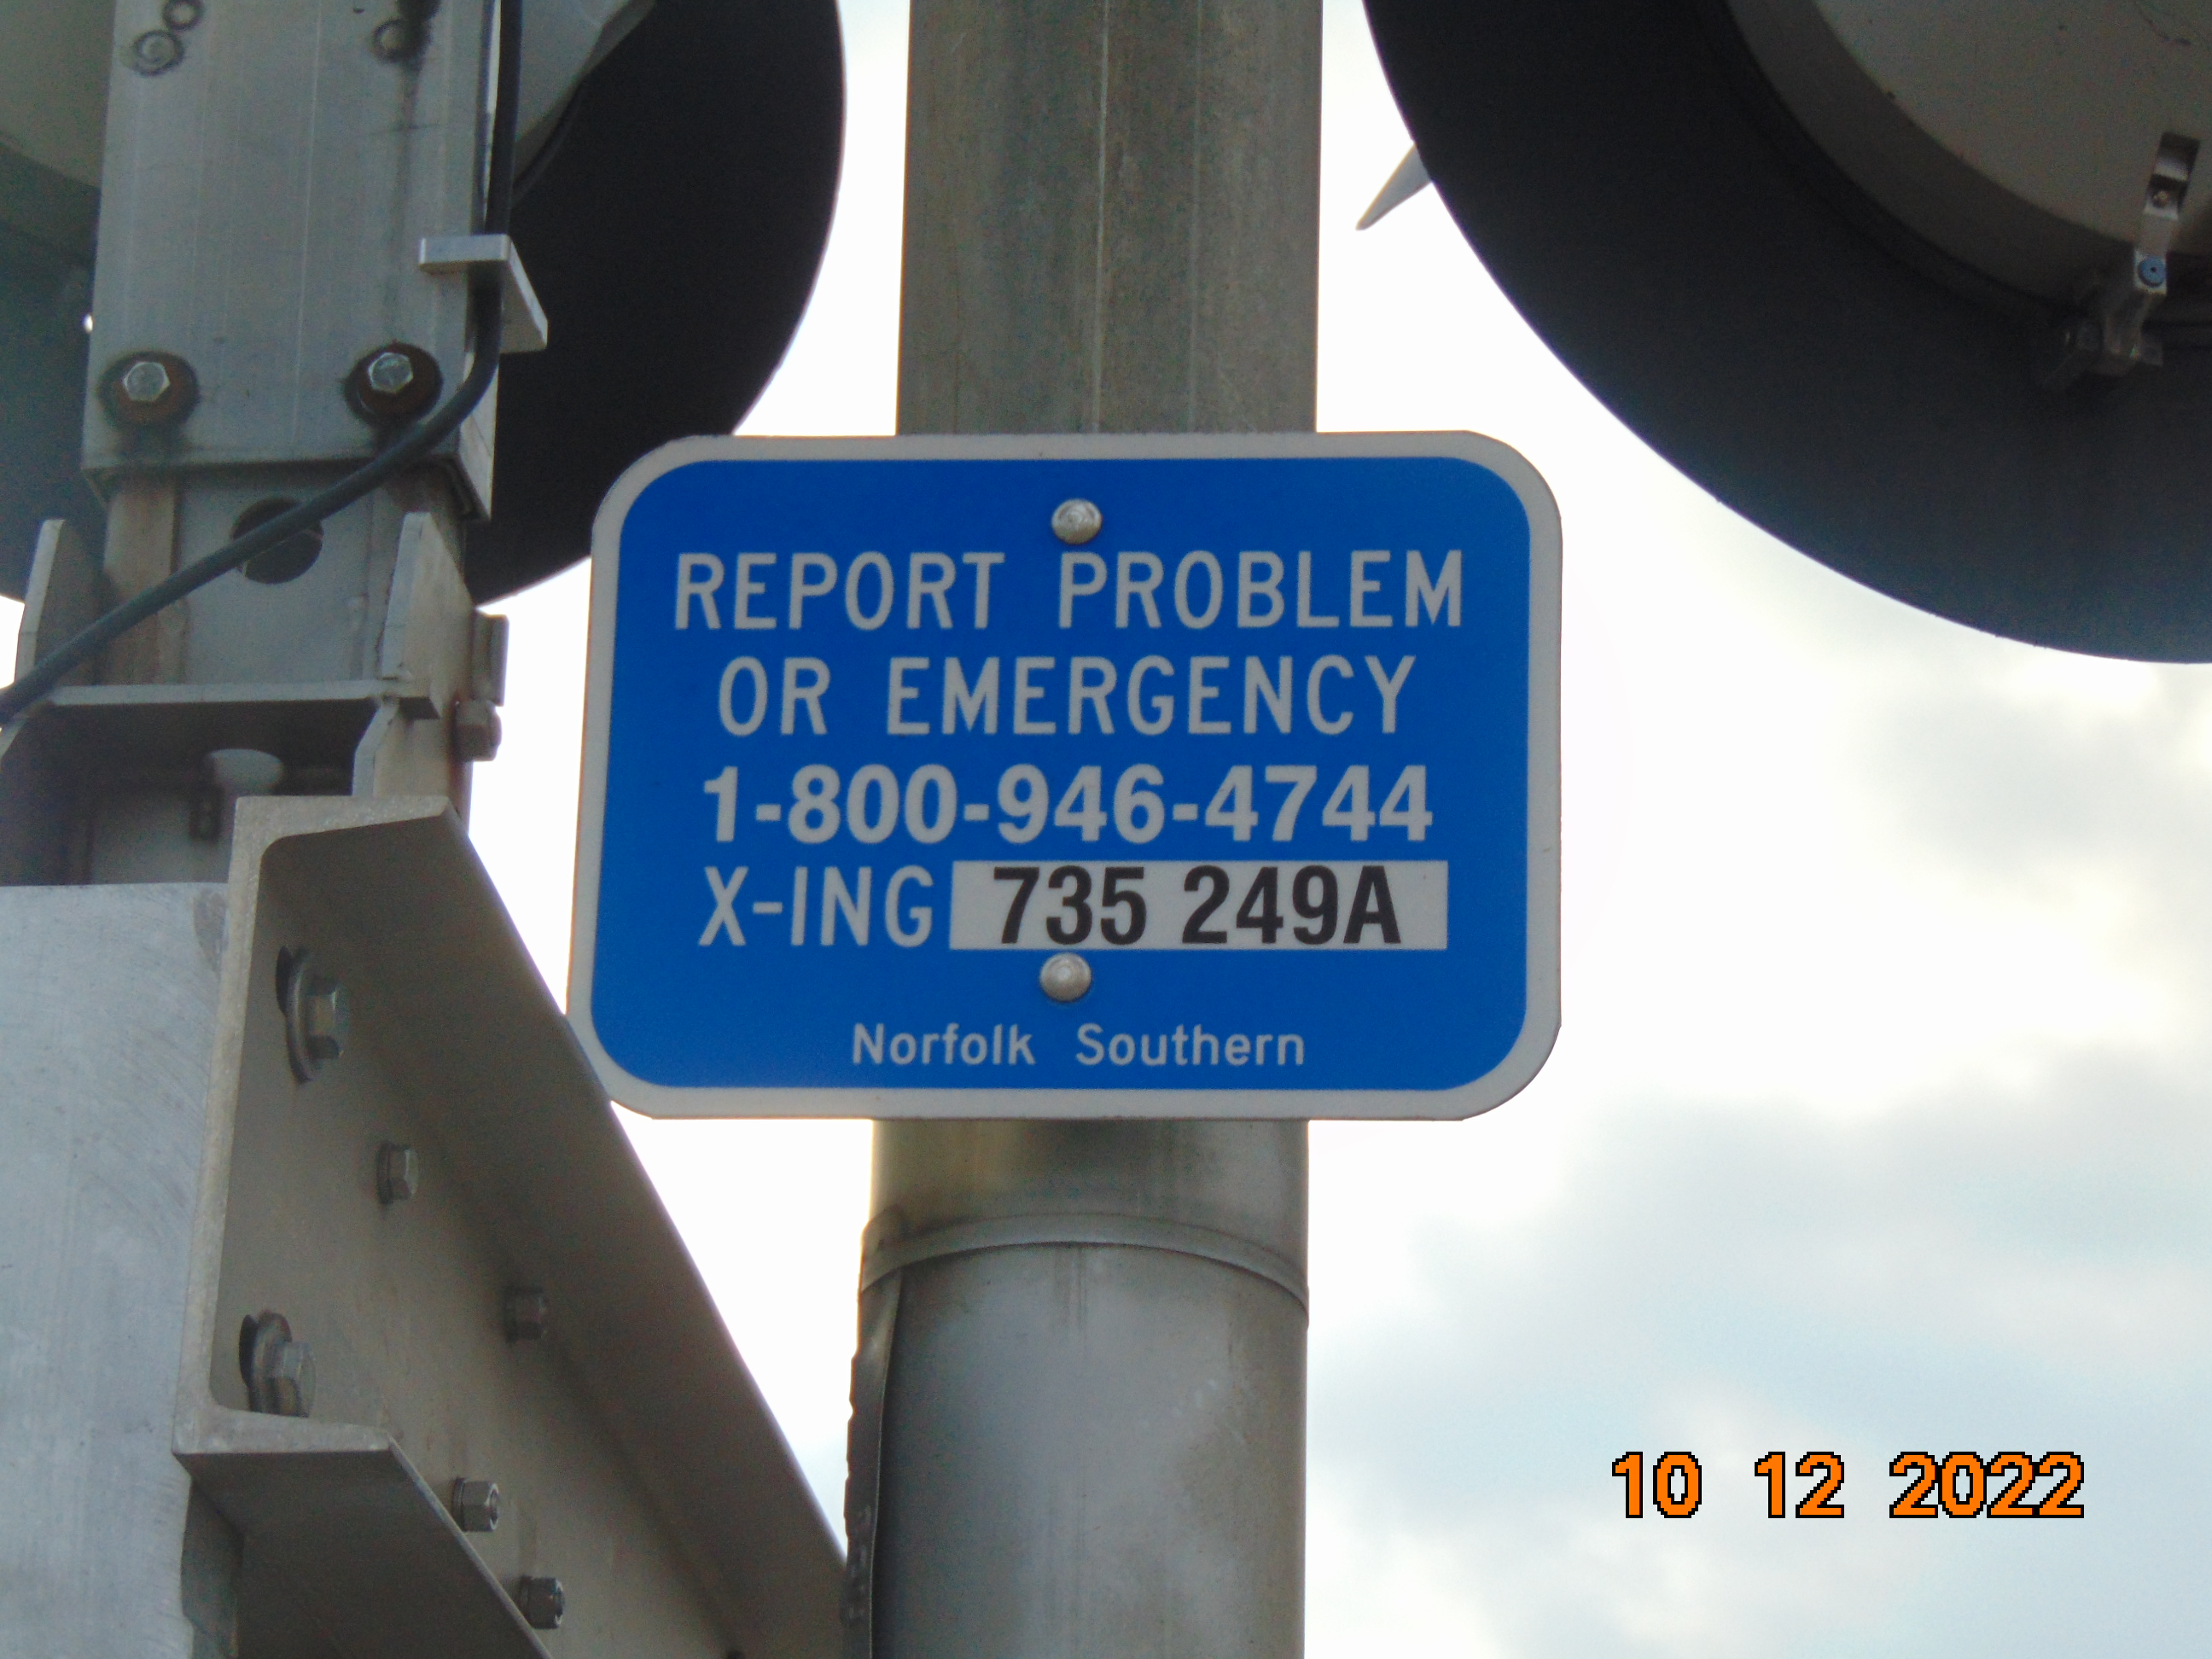 REPORT PROBLEM
OR EMERGENCY
1-800-946-4744
X-ING 735 249A
Norfolk Southern
10 12 2022